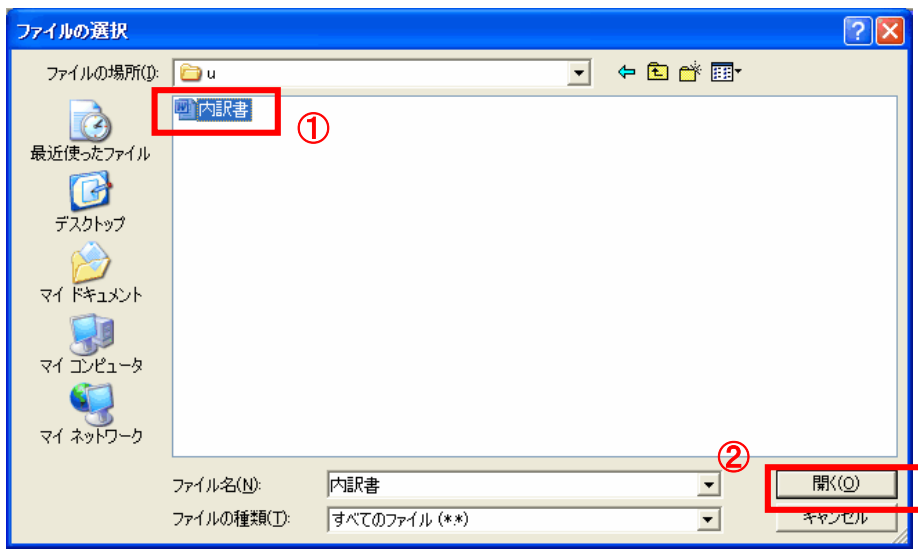 ファイルの選択
ファイルの場所(I):
u
内訳書
①
最近使ったファイル
デスクトップ
マイ ドキュメント
マイ コンピュータ
マイ ネットワーク
②
ファイル名(N):
内訳書
開く(O)
ファイルの種類(T):
すべてのファイル (**)
キャンセル